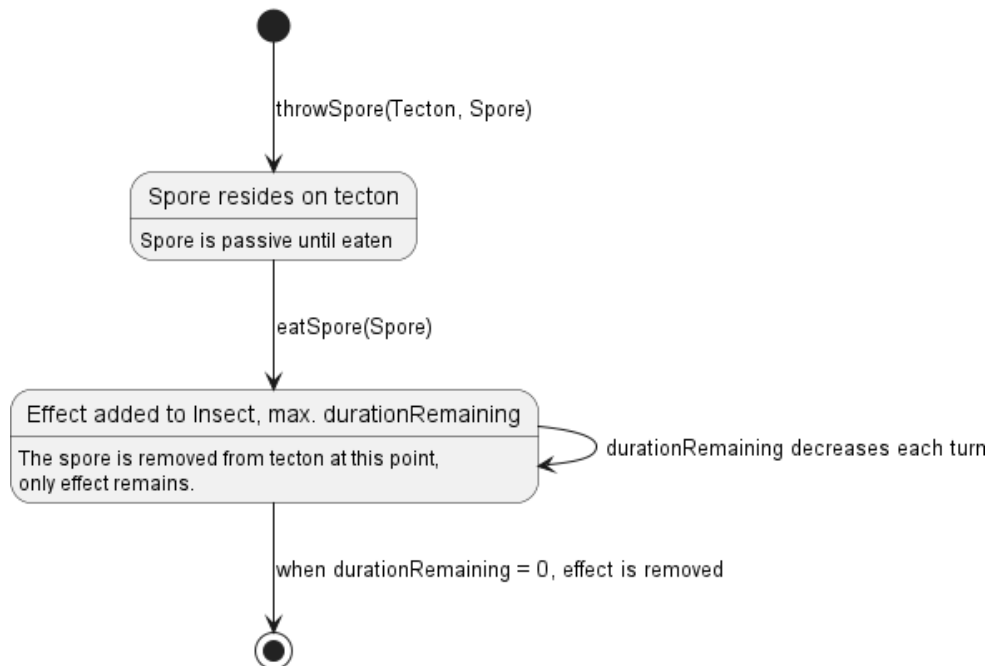 throwSpore(Tecton, Spore)
Spore resides on tecton
Spore is passive until eaten
eatSpore(Spore)
Effect added to Insect, max. durationRemaining
The spore is removed from tecton at this point,
only effect remains.
durationRemaining decreases each turn
when durationRemaining = 0, effect is removed